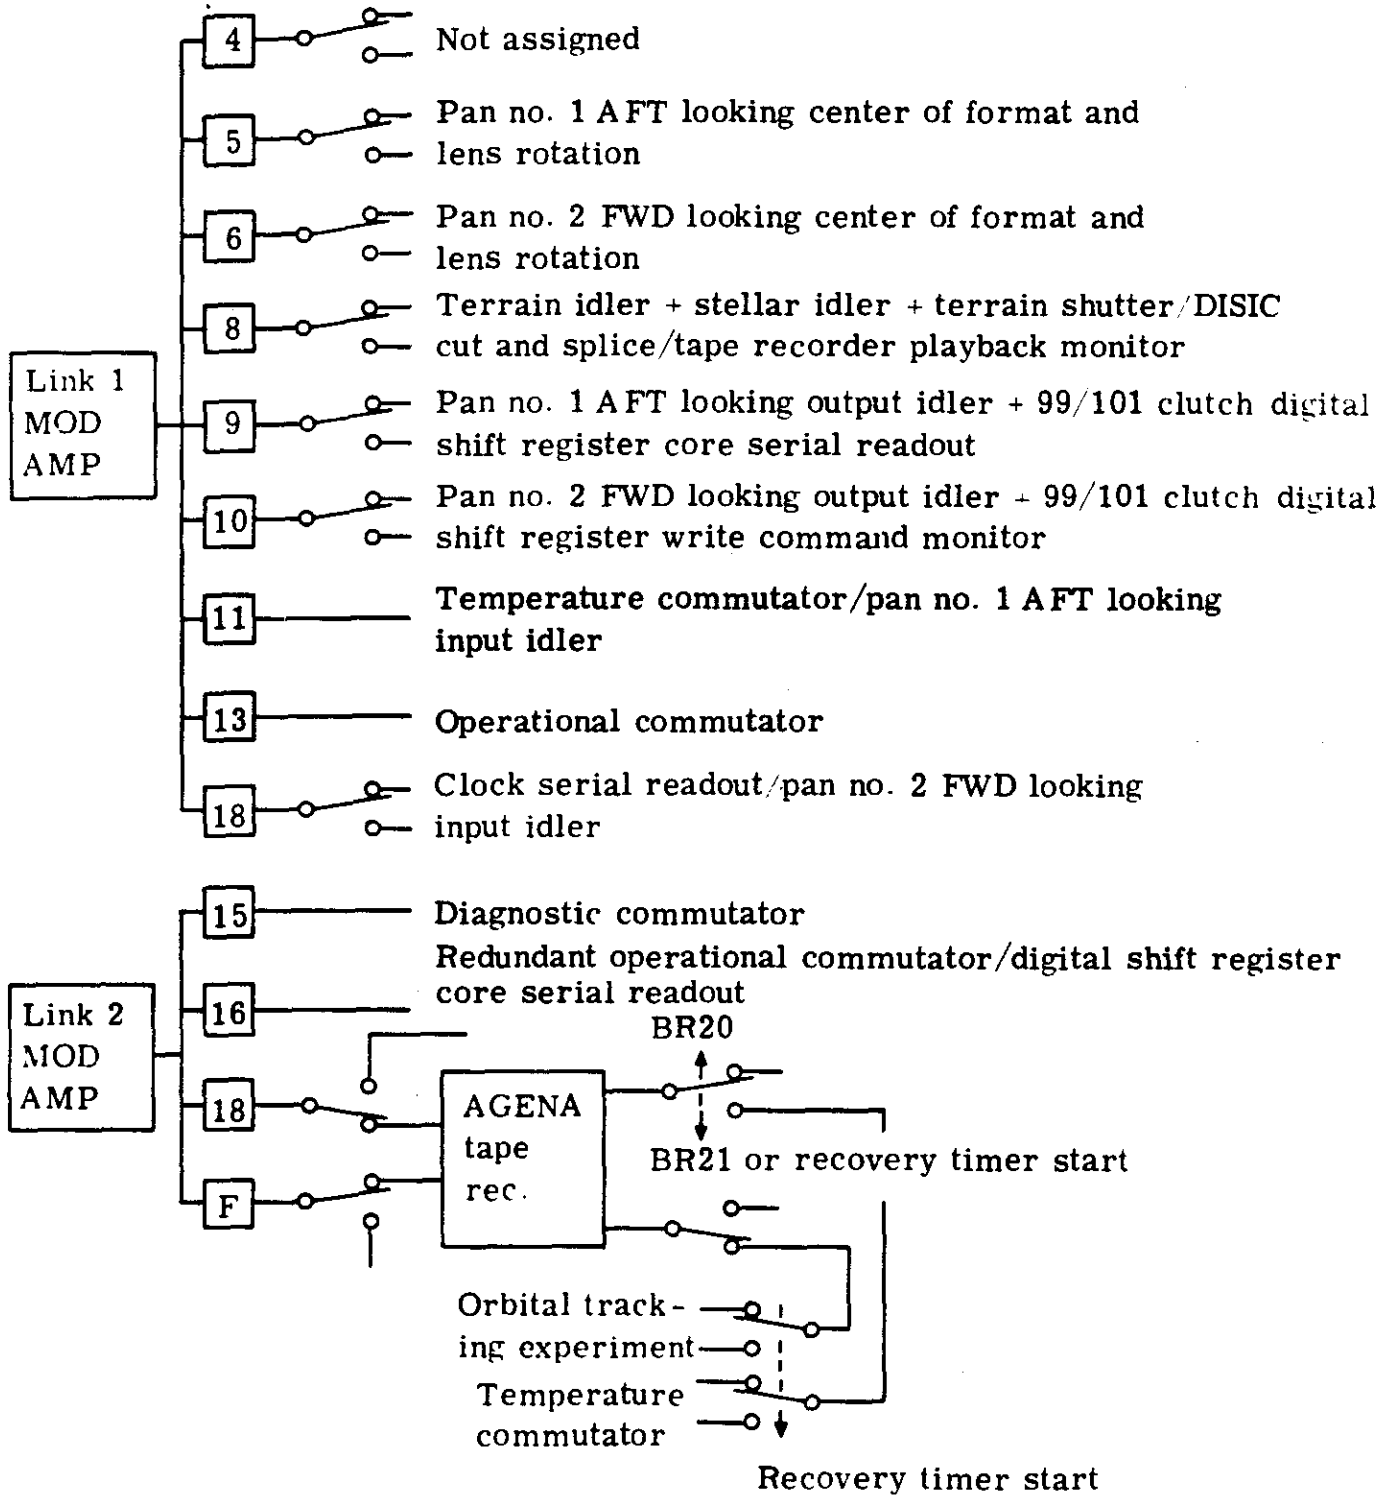 4
Not assigned
5
Pan no. 1 AFT looking center of format and
lens rotation
6
Pan no. 2 FWD looking center of format and
lens rotation
8
Terrain idler + stellar idler + terrain shutter/DISIC
cut and splice/tape recorder playback monitor
Link 1
MOD
AMP
9
Pan no. 1 AFT looking output idler + 99/101 clutch digital
shift register core serial readout
10
Pan no. 2 FWD looking output idler + 99/101 clutch digital
shift register write command monitor
11
Temperature commutator/pan no. 1 AFT looking
input idler
13
Operational commutator
18
Clock serial readout/pan no. 2 FWD looking
input idler
15
Diagnostic commutator
Link 2
MOD
AMP
16
Redundant operational commutator/digital shift register
core serial readout
BR20
18
AGENA
tape
rec.
BR21 or recovery timer start
F
Orbital track-
ing experiment
Temperature
commutator
Recovery timer start